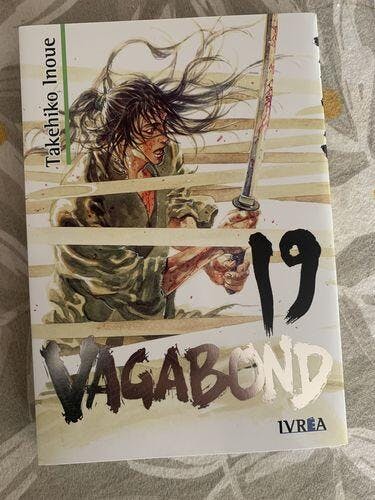 Takehiko Inoue
19
VAGABOND
IVREA